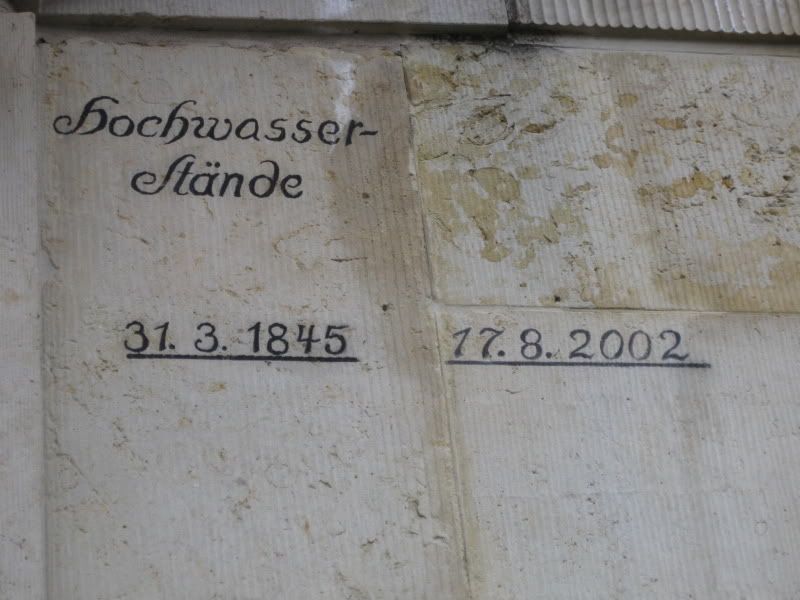 Hochwasser-
Stände
31. 3. 1845
17. 8. 2002